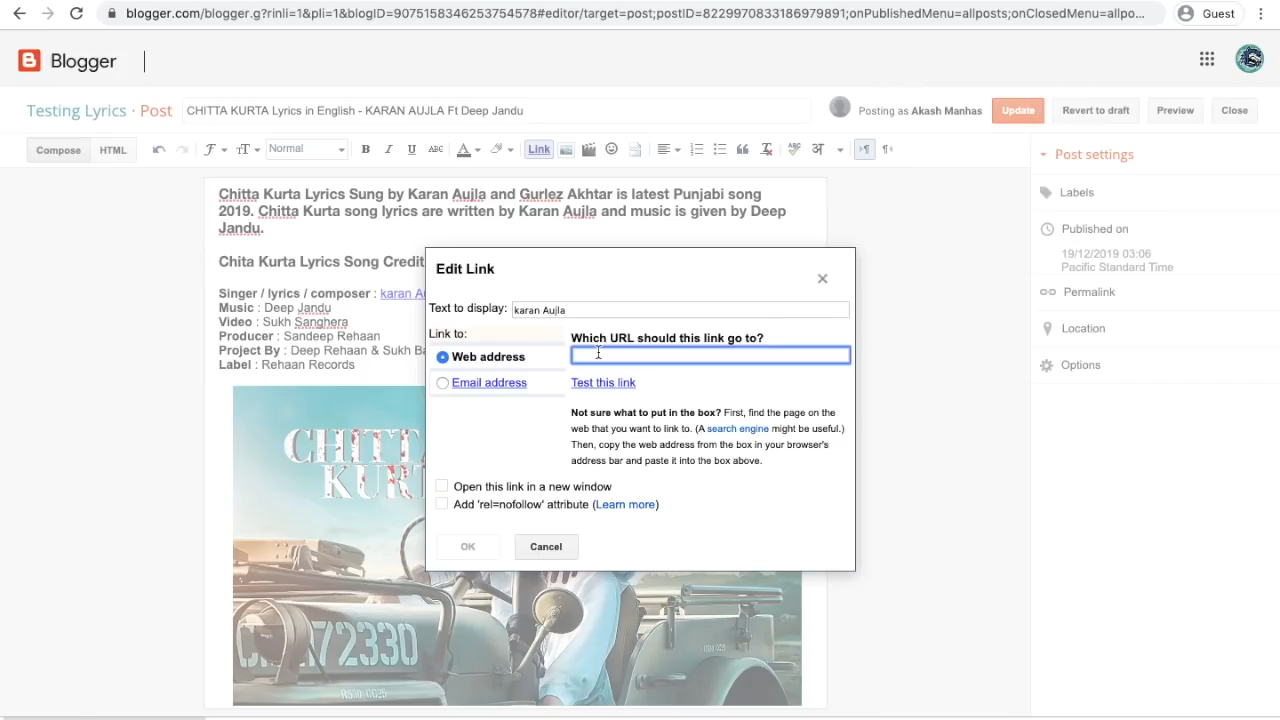 blogger.com/blogger.g?rinli=1&pli=1&blogID=9075158346253754578#editor/target=post;postID=8229970833186979891;onPublishedMenu=allposts;onClosedMenu=allpo...
Guest
Blogger
Testing Lyrics · Post
CHITTA KURTA Lyrics in English - KARAN AUJLA Ft Deep Jandu
Posting as Akash Manhas
Update
Revert to draft
Preview
Close
Compose
HTML
Normal
B I U ABC
Link
Post settings
Labels
Published on
19/12/2019 03:06
Pacific Standard Time
Permalink
Location
Options
Chitta Kurta Lyrics Sung by Karan Aujla and Gurlez Akhtar is latest Punjabi song
2019. Chitta Kurta song lyrics are written by Karan Aujla and music is given by Deep
Jandu.
Chita Kurta Lyrics Song Credit
Singer / lyrics / composer : karan Au
Music : Deep Jandu
Video : Sukh Sanghera
Producer : Sandeep Rehaan
Project By : Deep Rehaan & Sukh Ba
Label : Rehaan Records
Edit Link
Text to display: karan Aujla
Link to:
Web address
Email address
Which URL should this link go to?
Test this link
Not sure what to put in the box? First, find the page on the
web that you want to link to. (A search engine might be useful.)
Then, copy the web address from the box in your browser's
address bar and paste it into the box above.
Open this link in a new window
Add 'rel=nofollow' attribute (Learn more)
OK
Cancel
CHITTA
KURT
72330